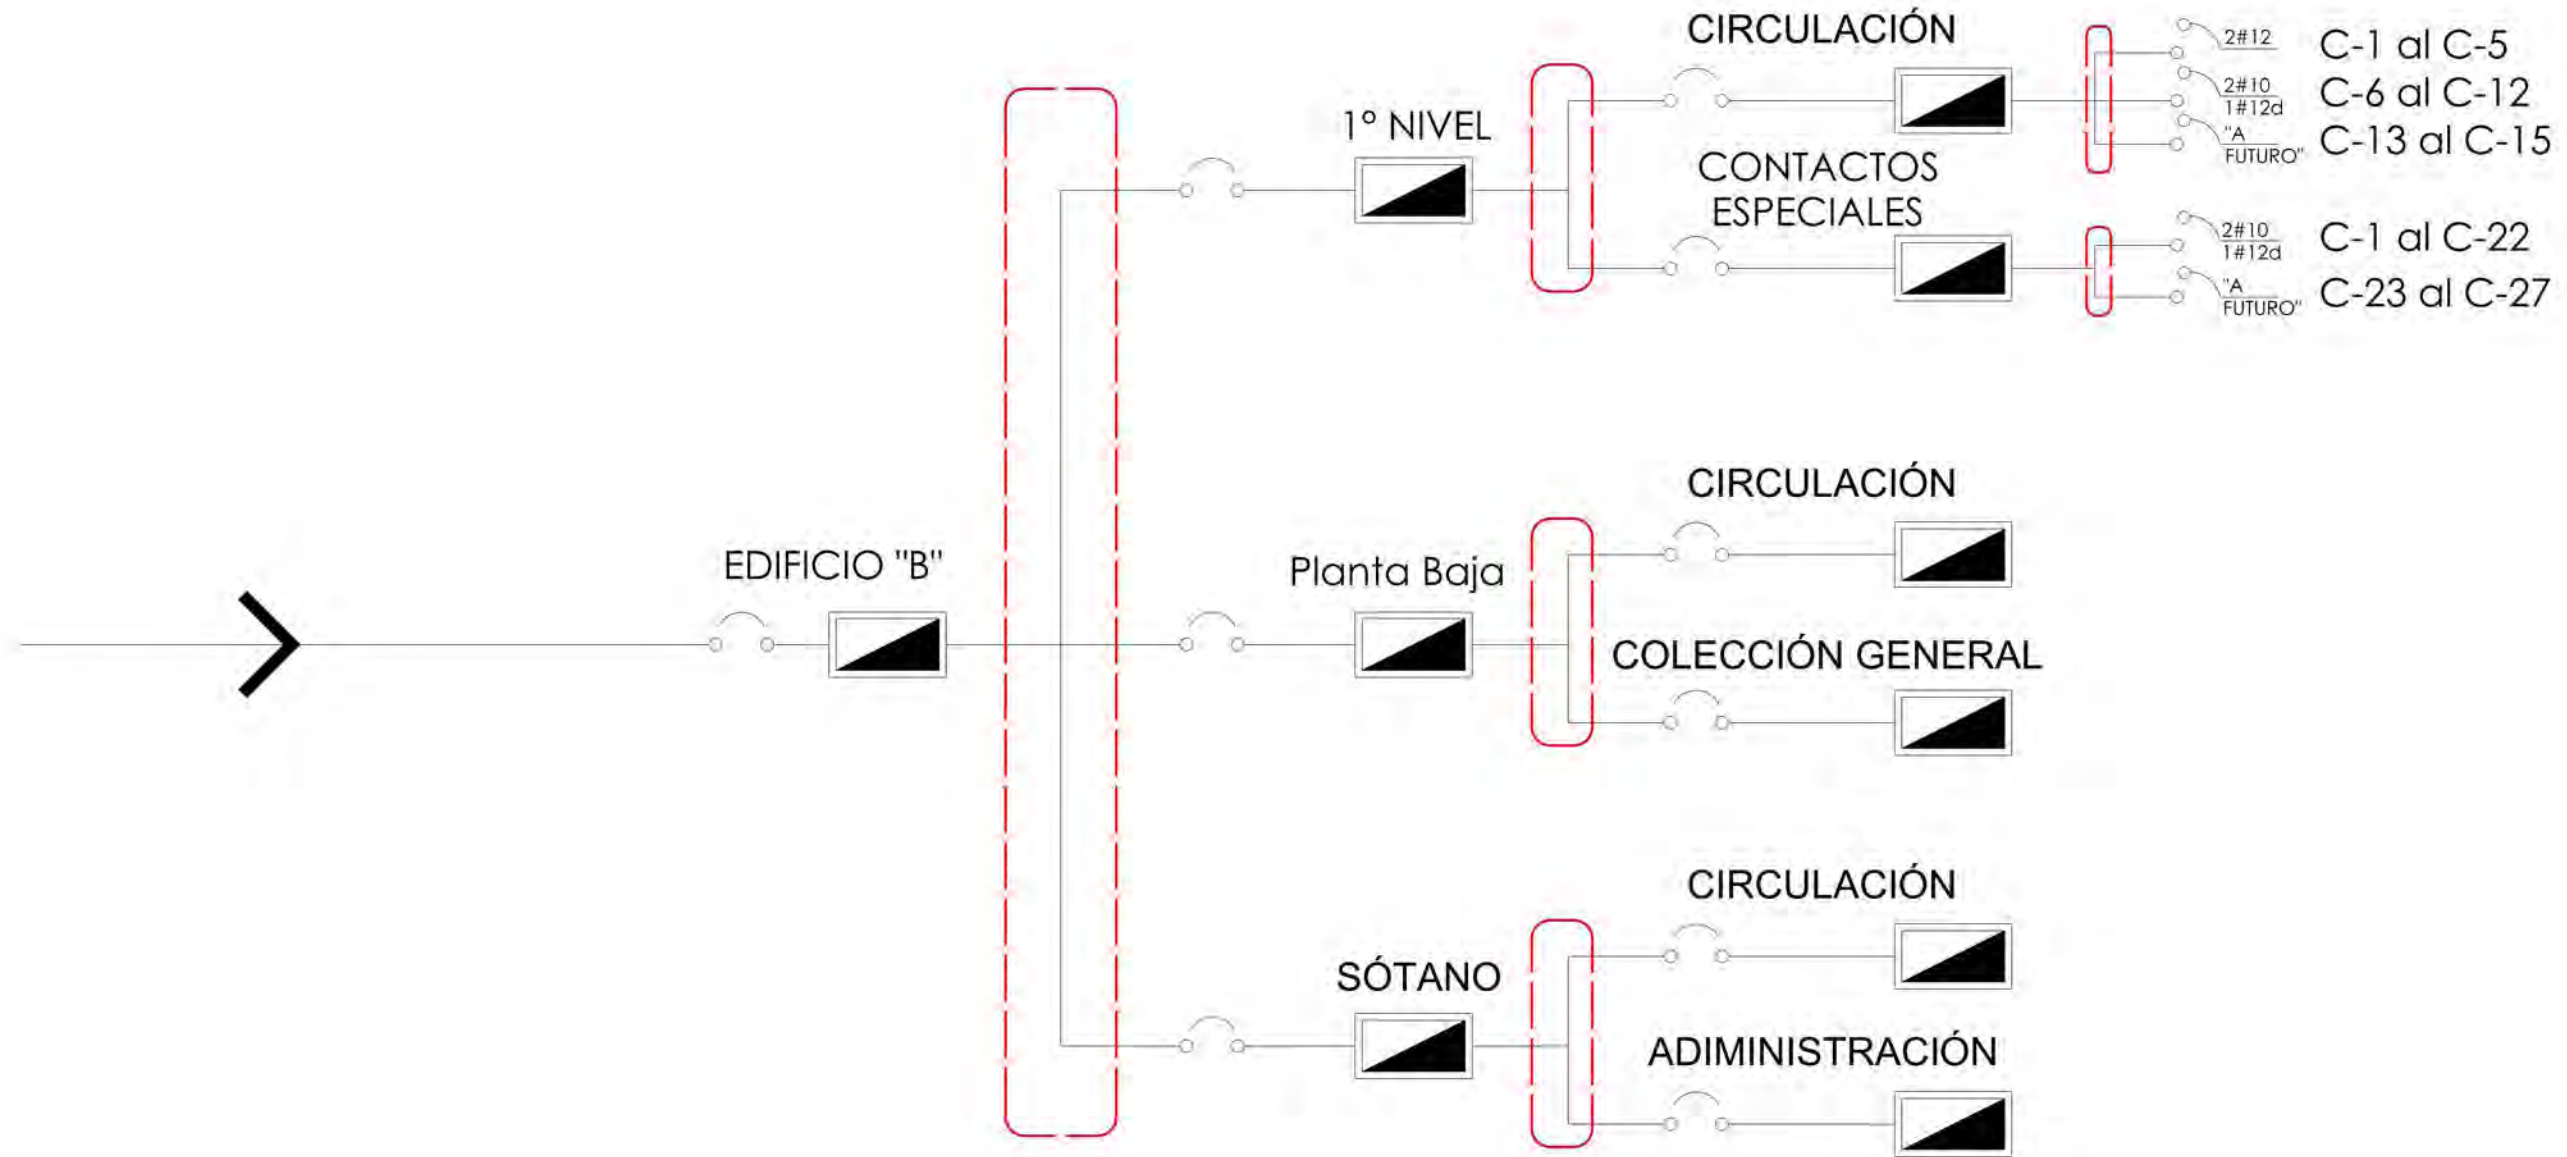 CIRCULACIÓN
2#12
C-1 al C-5
2#10
1#12d
C-6 al C-12
"A
FUTURO"
C-13 al C-15
1º NIVEL
CONTACTOS
ESPECIALES
2#10
1#12d
C-1 al C-22
"A
FUTURO"
C-23 al C-27
CIRCULACIÓN
EDIFICIO "B"
Planta Baja
COLECCIÓN GENERAL
CIRCULACIÓN
SÓTANO
ADIMINISTRACIÓN